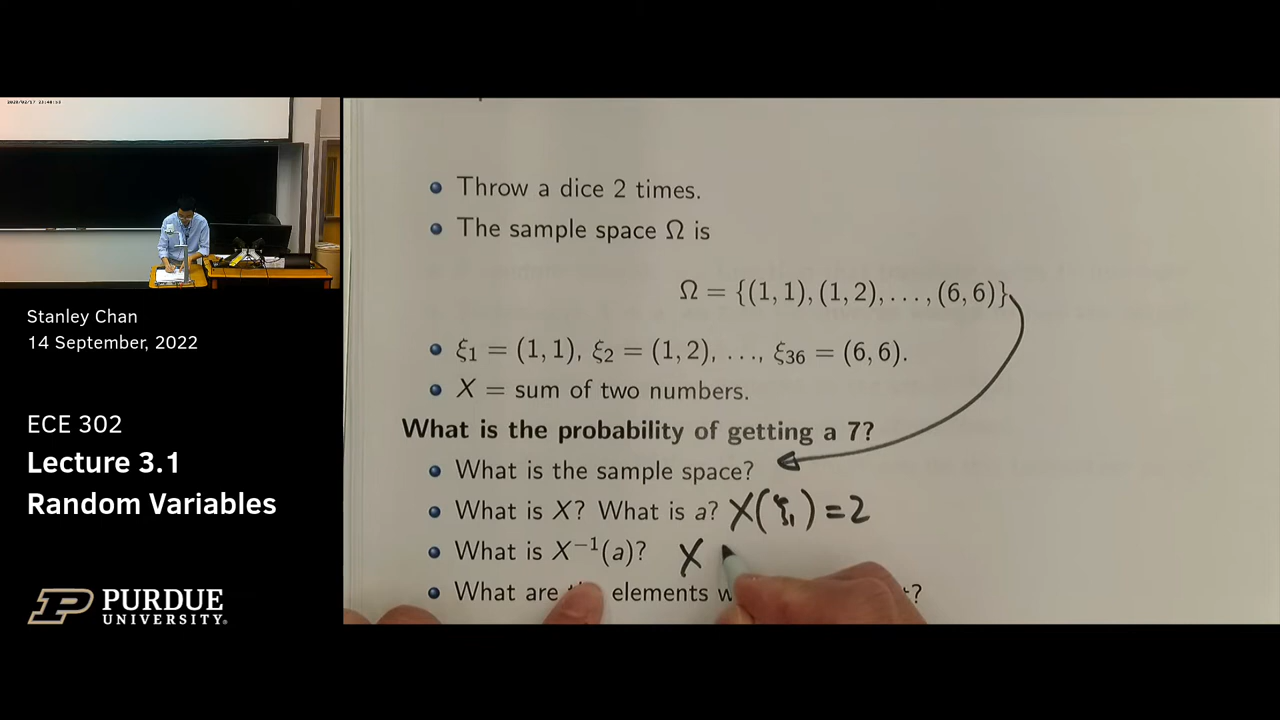 Throw a dice 2 times.
The sample space Ω is
Ω = {(1, 1), (1, 2), . . . , (6, 6)}
ξ1 = (1, 1), ξ2 = (1, 2), . . ., ξ36 = (6, 6).
X = sum of two numbers.
What is the probability of getting a 7?
What is the sample space?
What is X? What is a? X(ξ1) = 2
What is X⁻¹(a)? X
What are elements
Stanley Chan
14 September, 2022
ECE 302
Lecture 3.1
Random Variables
PURDUE
UNIVERSITY